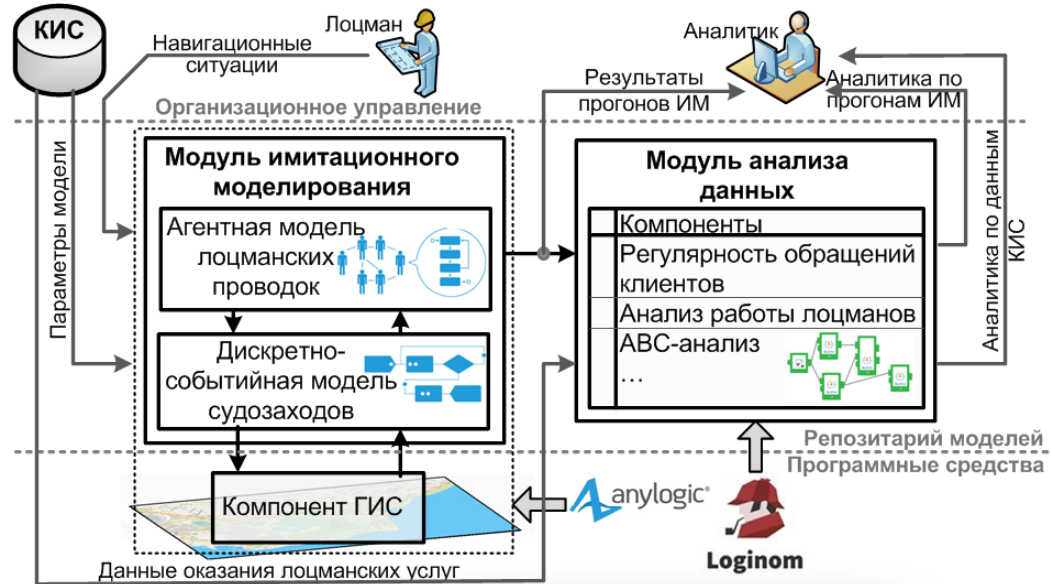 КИС
Лоцман
Навигационные
ситуации
Аналитик
Результаты
прогонов ИМ
Аналитика по
прогонам ИМ
Организационное управление
Параметры модели
Модуль имитационного
моделирования
Агентная модель
лоцманских
проводок
Дискретно-
событийная модель
судозаходов
Компонент ГИС
Модуль анализа
данных
Компоненты
Регулярность обращений
клиентов
Анализ работы лоцманов
ABC-анализ
...
Аналитика по данным
КИС
Репозитарий моделей
Программные средства
anylogic®
Loginom
Данные оказания лоцманских услуг